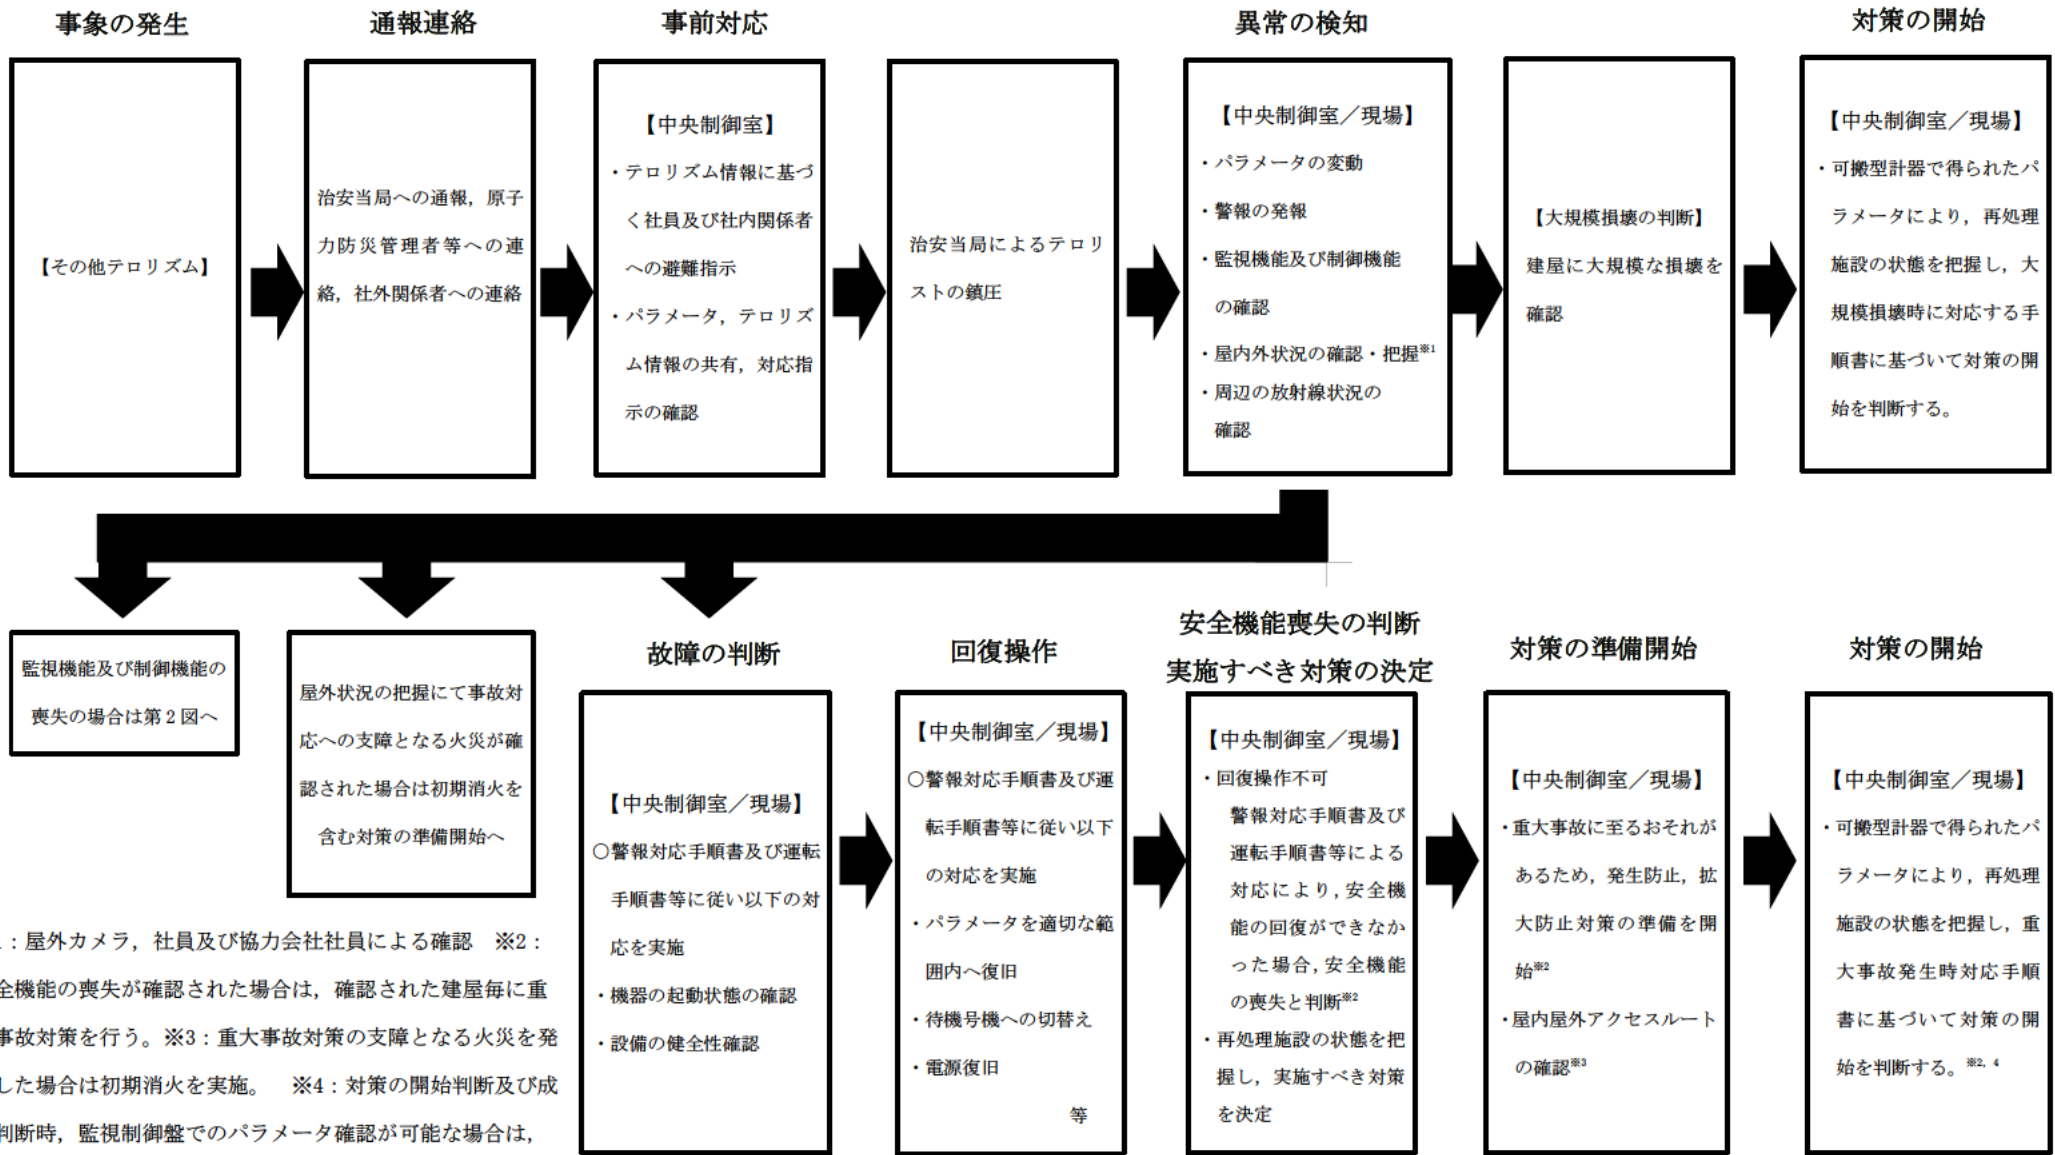 事象の発生
通報連絡
事前対応
異常の検知
対策の開始
【その他テロリズム】
治安当局への通報，原子
力防災管理者等への連
絡，社外関係者への連絡
【中央制御室】
・テロリズム情報に基づ
く社員及び社内関係者
への避難指示
・パラメータ，テロリズ
ム情報の共有，対応指
示の確認
治安当局によるテロリ
ストの鎮圧
【中央制御室／現場】
・パラメータの変動
・警報の発報
・監視機能及び制御機能
の確認
・屋内外状況の確認・把握※1
・周辺の放射線状況の
確認
【大規模損壊の判断】
建屋に大規模な損壊を
確認
【中央制御室／現場】
・可搬型計器で得られたパ
ラメータにより，再処理
施設の状態を把握し，大
規模損壊時に対応する手
順書に基づいて対策の開
始を判断する。
監視機能及び制御機能の
喪失の場合は第２図へ
屋外状況の把握にて事故対
応への支障となる火災が確
認された場合は初期消火を
含む対策の準備開始へ
故障の判断
【中央制御室／現場】
○警報対応手順書及び運転
手順書等に従い以下の対
応を実施
・機器の起動状態の確認
・設備の健全性確認
回復操作
【中央制御室／現場】
○警報対応手順書及び運
転手順書等に従い以下
の対応を実施
・パラメータを適切な範
囲内へ復旧
・待機号機への切替え
・電源復旧
等
安全機能喪失の判断
実施すべき対策の決定
【中央制御室／現場】
・回復操作不可
警報対応手順書及び
運転手順書等による
対応により，安全機
能の回復ができなか
った場合，安全機能
の喪失と判断※2
・再処理施設の状態を把
握し，実施すべき対策
を決定
対策の準備開始
【中央制御室／現場】
・重大事故に至るおそれが
あるため，発生防止，拡
大防止対策の準備を開
始※2
・屋内屋外アクセスルート
の確認※3
対策の開始
【中央制御室／現場】
・可搬型計器で得られたパ
ラメータにより，再処理
施設の状態を把握し，重
大事故発生時対応手順
書に基づいて対策の開
始を判断する。※2，4
：屋外カメラ，社員及び協力会社社員による確認　※2：
全機能の喪失が確認された場合は，確認された建屋毎に重
事故対策を行う。※3：重大事故対策の支障となる火災を発
した場合は初期消火を実施。　※4：対策の開始判断及び成
判断時，監視制御盤でのパラメータ確認が可能な場合は，